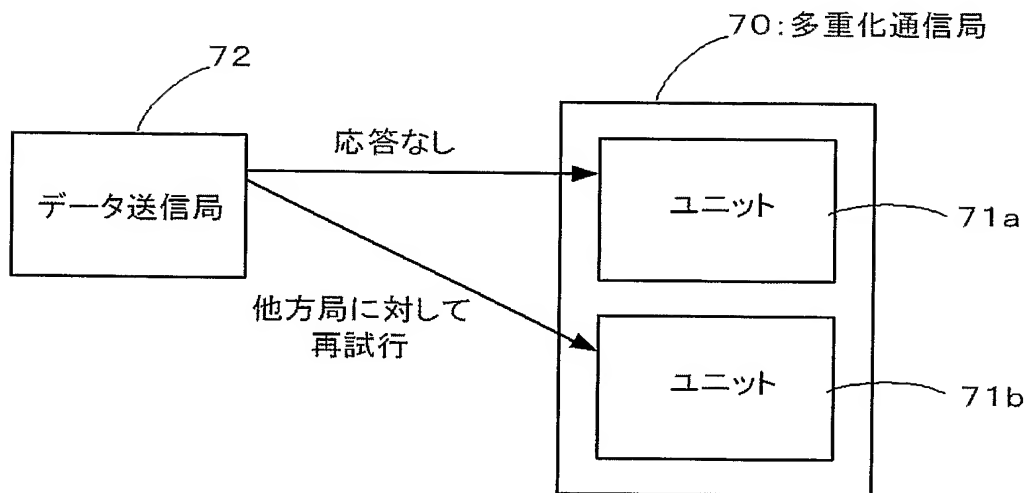 70:多重化通信局
72
応答なし
データ送信局
ユニット
71a
他方局に対して
再試行
ユニット
71b